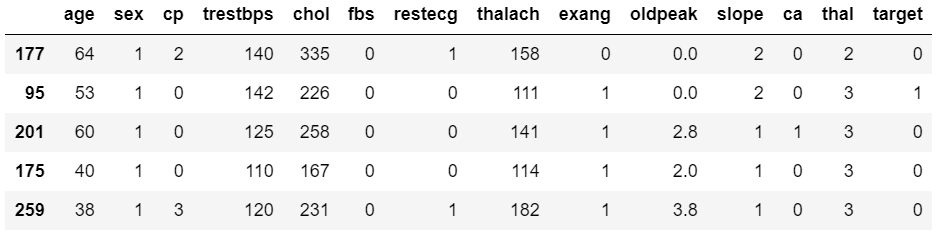 age sex cp trestbps chol fbs restecg thalach exang oldpeak slope ca thal target
177 64 1 2 140 335 0 1 158 0 0.0 2 0 2 0
95 53 1 0 142 226 0 0 111 1 0.0 2 0 3 1
201 60 1 0 125 258 0 0 141 1 2.8 1 1 3 0
175 40 1 0 110 167 0 0 114 1 2.0 1 0 3 0
259 38 1 3 120 231 0 1 182 1 3.8 1 0 3 0